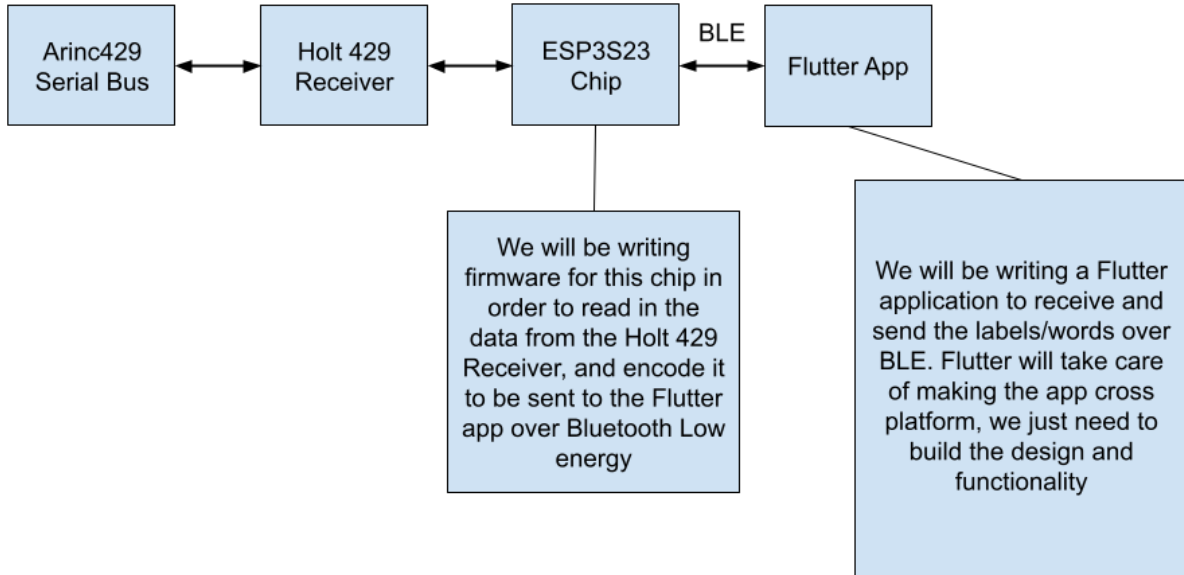 Arinc429
Serial Bus
Holt 429
Receiver
ESP3S23
Chip
BLE
Flutter App
We will be writing
firmware for this chip in
order to read in the
data from the Holt 429
Receiver, and encode it
to be sent to the Flutter
app over Bluetooth Low
energy
We will be writing a Flutter
application to receive and
send the labels/words over
BLE. Flutter will take care
of making the app cross
platform, we just need to
build the design and
functionality